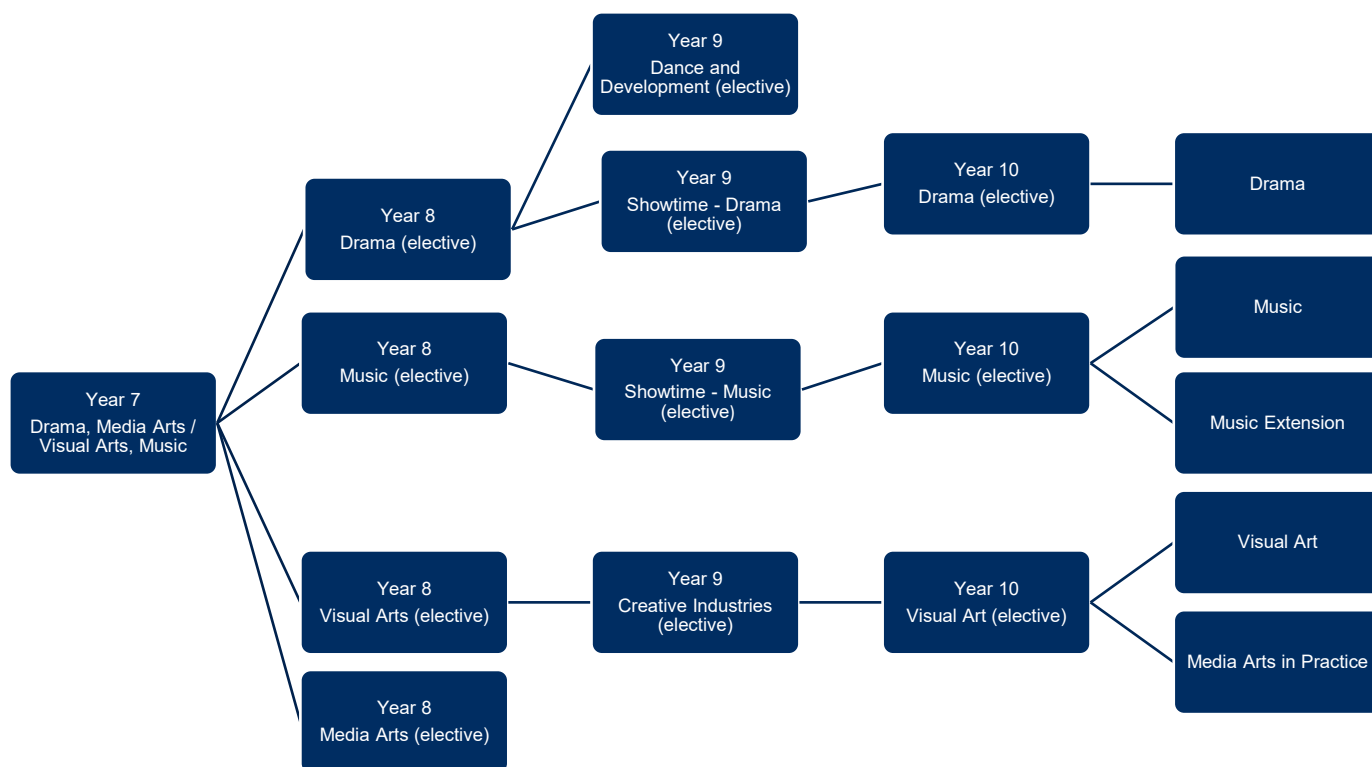 Year 7
Drama, Media Arts /
Visual Arts, Music
Year 8
Drama (elective)
Year 9
Dance and
Development (elective)
Year 9
Showtime - Drama
(elective)
Year 10
Drama (elective)
Drama
Year 8
Music (elective)
Year 9
Showtime - Music
(elective)
Year 10
Music (elective)
Music
Music Extension
Year 8
Visual Arts (elective)
Year 9
Creative Industries
(elective)
Year 10
Visual Art (elective)
Visual Art
Media Arts in Practice
Year 8
Media Arts (elective)